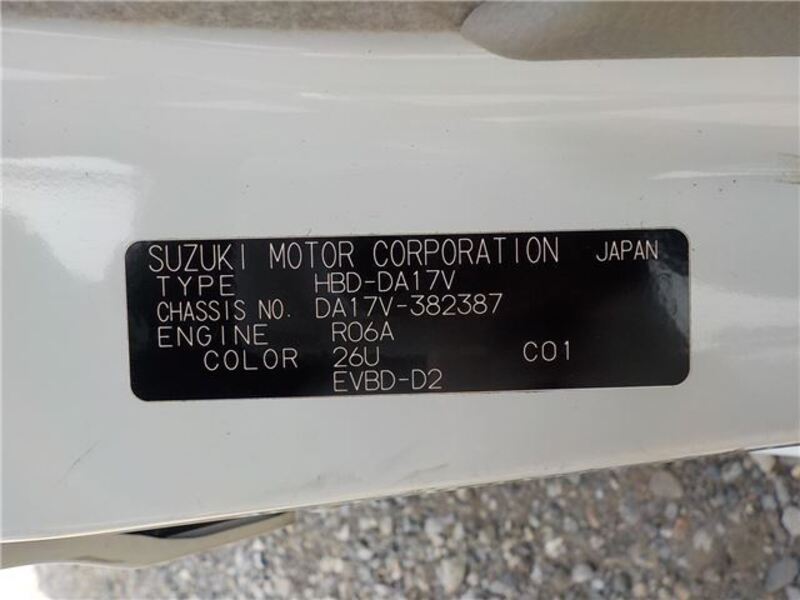 SUZUKI MOTOR CORPORATION JAPAN
TYPE HBD-DA17V
CHASSIS NO. DA17V-382387
ENGINE R06A
COLOR 26U C01
EVBD-D2